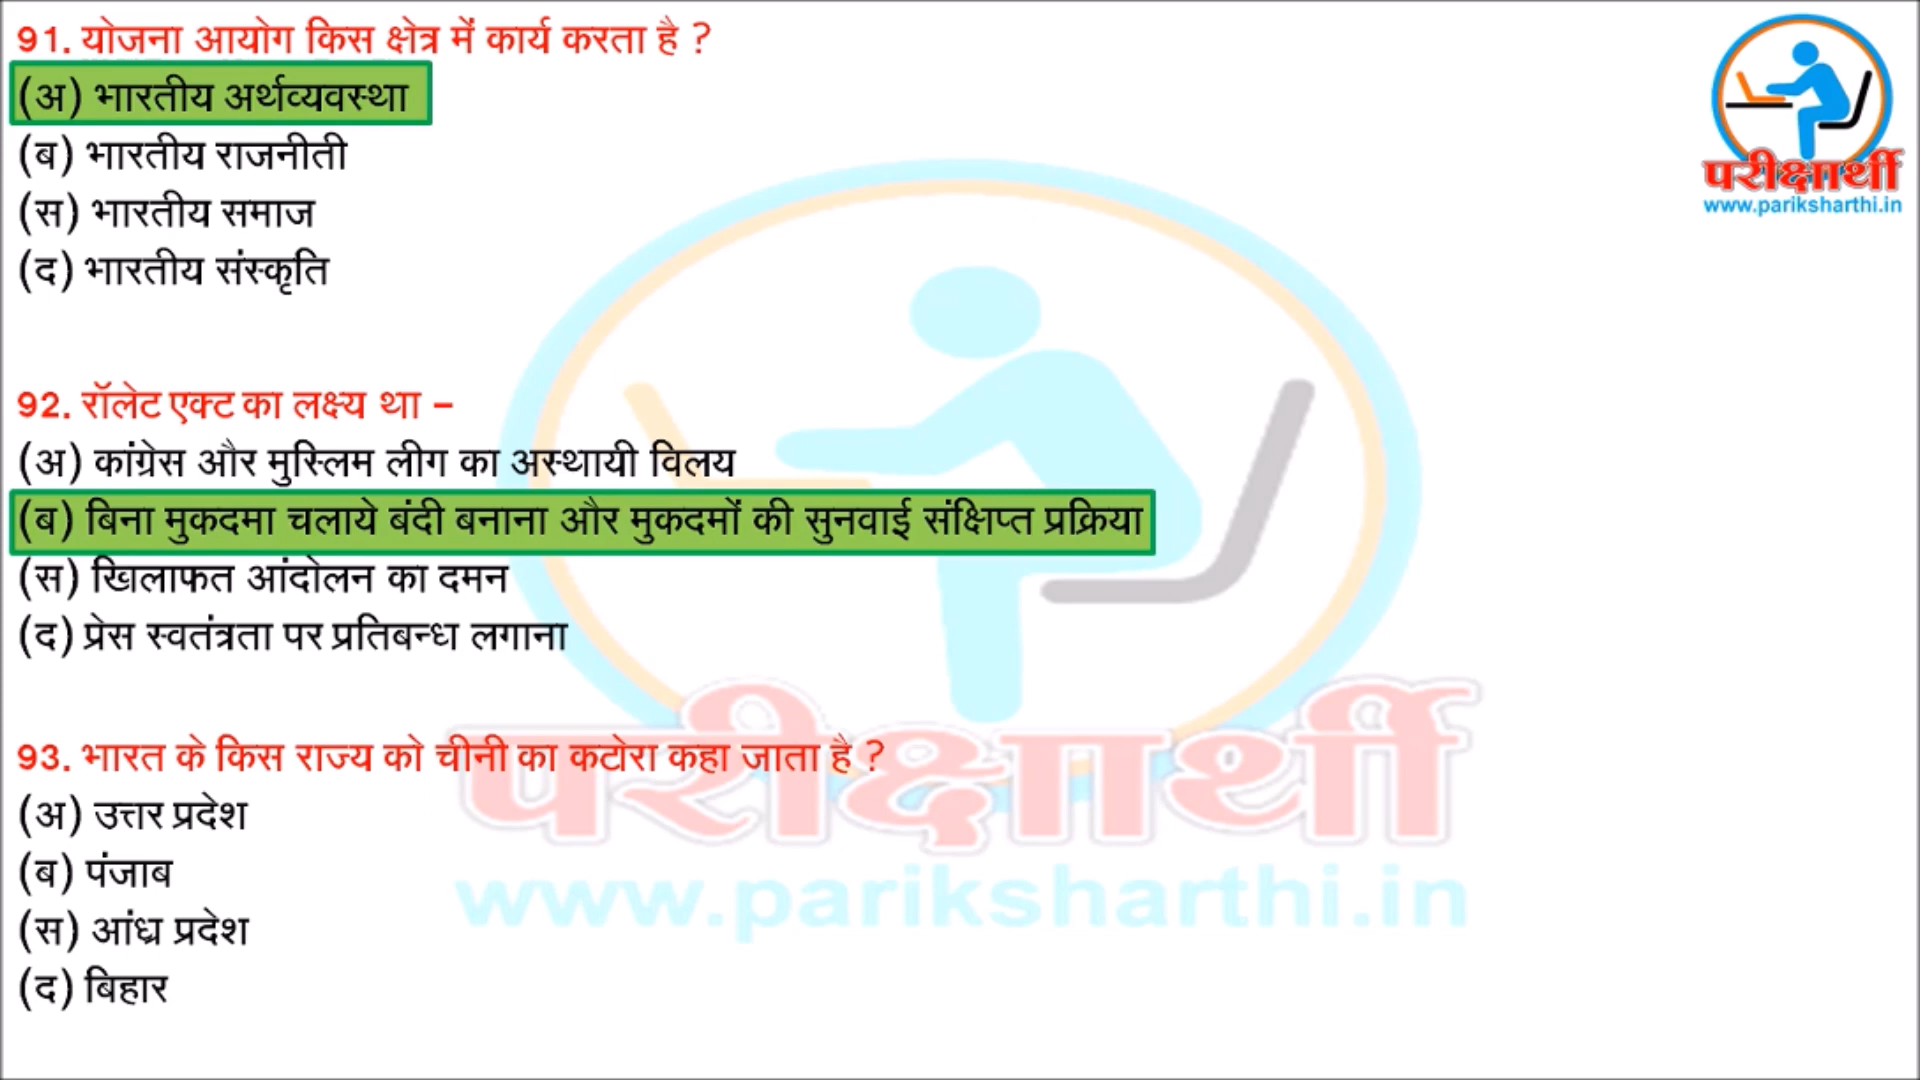 91. योजना आयोग किस क्षेत्र में कार्य करता है ?
(अ) भारतीय अर्थव्यवस्था
(ब) भारतीय राजनीती
(स) भारतीय समाज
(द) भारतीय संस्कृति
92. रॉलेट एक्ट का लक्ष्य था –
(अ) कांग्रेस और मुस्लिम लीग का अस्थायी विलय
(ब) बिना मुकदमा चलाये बंदी बनाना और मुकदमों की सुनवाई संक्षिप्त प्रक्रिया
(स) खिलाफत आंदोलन का दमन
(द) प्रेस स्वतंत्रता पर प्रतिबन्ध लगाना
93. भारत के किस राज्य को चीनी का कटोरा कहा जाता है ?
(अ) उत्तर प्रदेश
(ब) पंजाब
(स) आंध्र प्रदेश
(द) बिहार
परीक्षार्थी
www.pariksharthi.in
परीक्षार्थी
www.pariksharthi.in